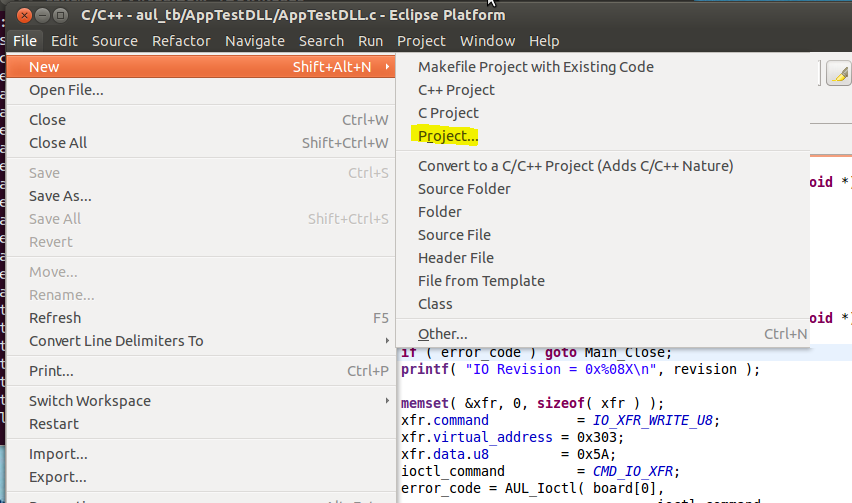 C/C++ - aul_tb/AppTestDLL/AppTestDLL.c - Eclipse Platform
File Edit Source Refactor Navigate Search Run Project Window Help
New Shift+Alt+N
Open File...
Close Ctrl+W
Close All Shift+Ctrl+W
Save Ctrl+S
Save As...
Save All Shift+Ctrl+S
Revert
Move...
Rename...
Refresh F5
Convert Line Delimiters To
Print... Ctrl+P
Switch Workspace
Restart
Import...
Export...
Makefile Project with Existing Code
C++ Project
C Project
Project...
Convert to a C/C++ Project (Adds C/C++ Nature)
Source Folder
Folder
Source File
Header File
File from Template
Class
Other... Ctrl+N
oid *)
oid *)
if ( error_code ) goto Main_Close;
printf( "IO Revision = 0x%08X\n", revision );
memset( &xfr, 0, sizeof( xfr ) );
xfr.command = IO_XFR_WRITE_U8;
xfr.virtual_address = 0x303;
xfr.data.u8 = 0x5A;
ioctl_command = CMD_IO_XFR;
error_code = AUL_Ioctl( board[0],